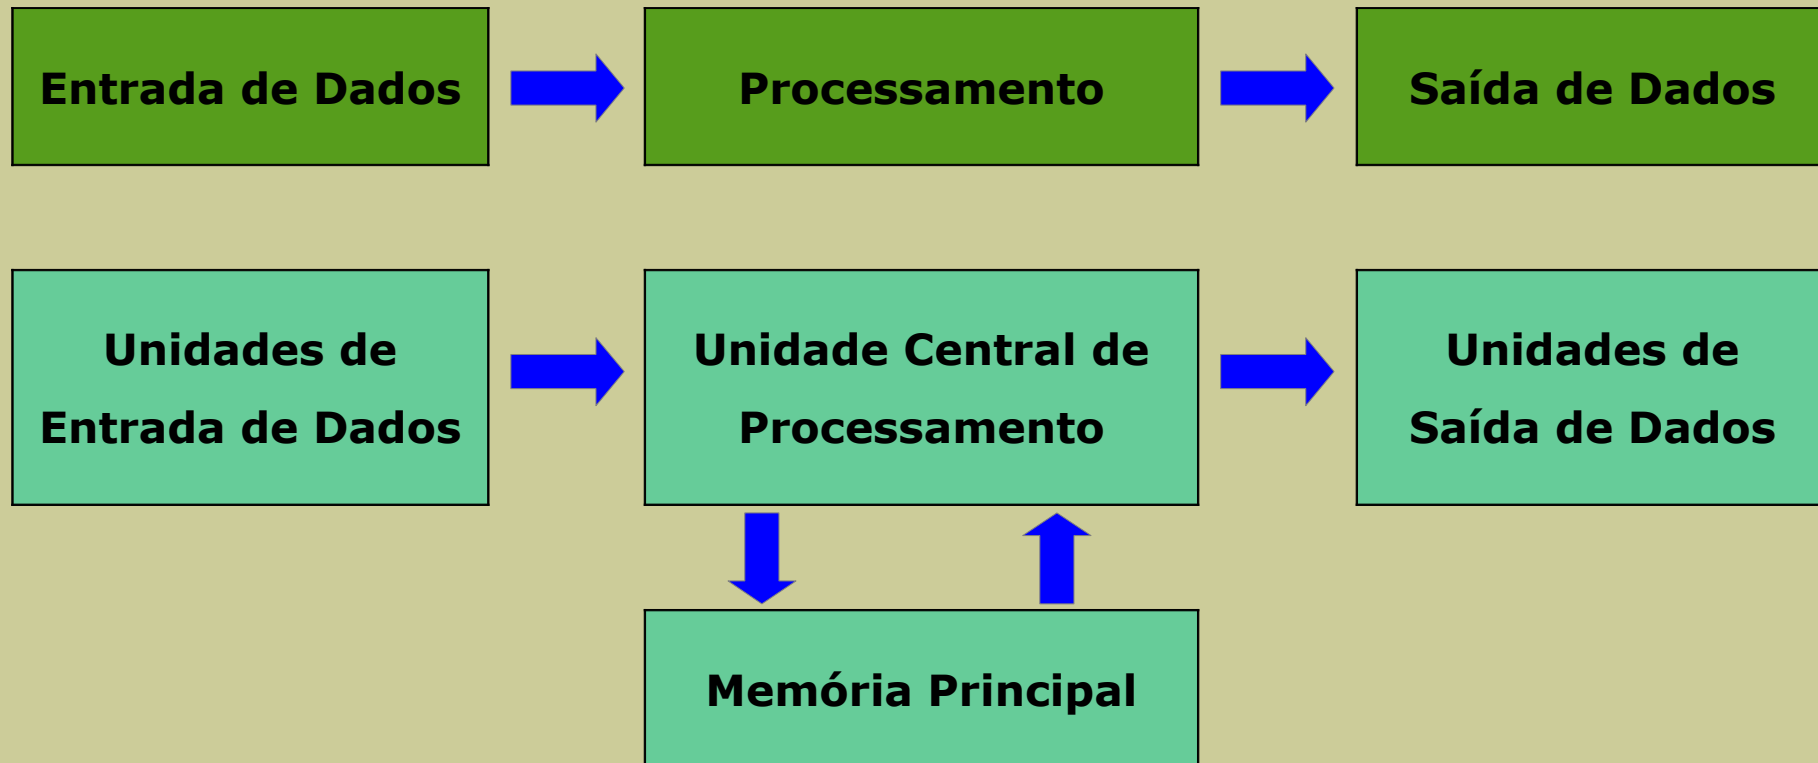 Entrada de Dados
Processamento
Saída de Dados
Unidades de
Entrada de Dados
Unidade Central de
Processamento
Unidades de
Saída de Dados
Memória Principal